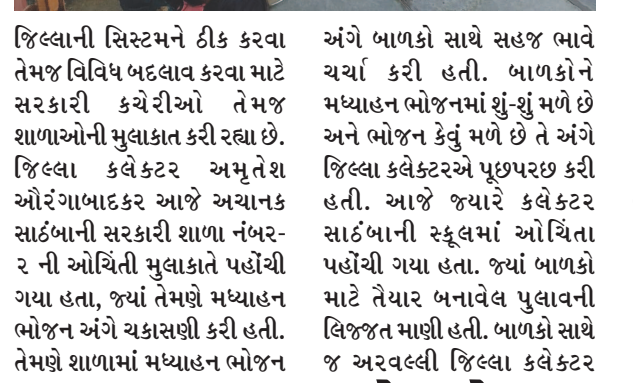 જિલ્લાની સિસ્ટમને ઠીક કરવા
તેમજ વિવિધ બદલાવ કરવા માટે
સરકારી કચેરીઓ તેમજ
શાળાઓની મુલાકાત કરી રહ્યા છે.
જિલ્લા કલેક્ટર અમૃતેશ
ઔરંગાબાદકર આજે અચાનક
સાઠંબાની સરકારી શાળા નંબર-
૨ ની ઓચિંતી મુલાકાતે પહોંચી
ગયા હતા, જ્યાં તેમણે મધ્યાહન
ભોજન અંગે ચકાસણી કરી હતી.
તેમણે શાળામાં મધ્યાહન ભોજન
અંગે બાળકો સાથે સહજ ભાવે
ચર્ચા કરી હતી. બાળકોને
મધ્યાહન ભોજનમાં શું-શું મળે છે
અને ભોજન કેવું મળે છે તે અંગે
જિલ્લા કલેક્ટરએ પૂછપરછ કરી
હતી. આજે જ્યારે કલેક્ટર
સાઠંબાની સ્કૂલમાં ઓચિંતા
પહોંચી ગયા હતા. જ્યાં બાળકો
માટે તૈયાર બનાવેલ પુલાવની
લિજ્જત માણી હતી. બાળકો સાથે
જ અરવલ્લી જિલ્લા કલેક્ટર